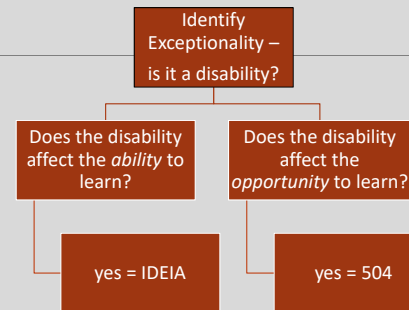 Identify
Exceptionality –
is it a disability?
Does the disability
affect the ability to
learn?
Does the disability
affect the
opportunity to learn?
yes = IDEIA
yes = 504